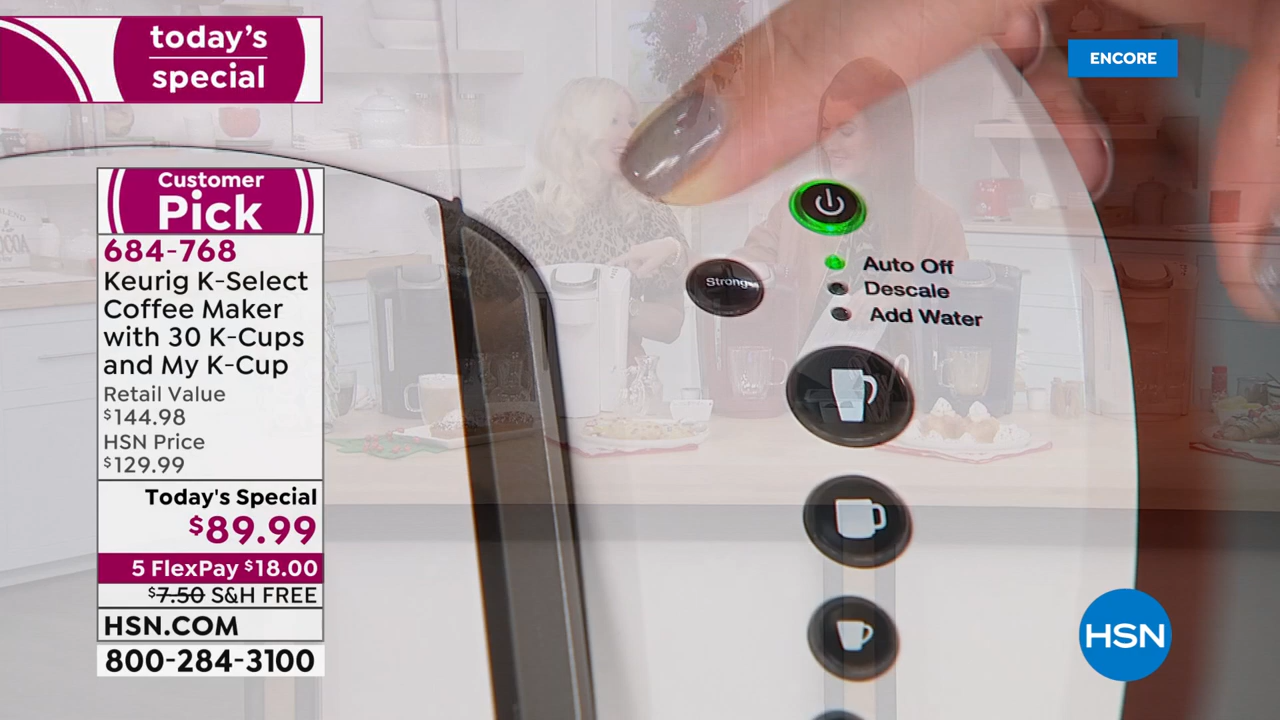 today's
special
ENCORE
Customer
Pick
684-768
Keurig K-Select
Coffee Maker
with 30 K-Cups
and My K-Cup
Retail Value
$144.98
HSN Price
$129.99
Today's Special
$89.99
5 FlexPay $18.00
$7.50 S&H FREE
HSN.COM
800-284-3100
Strong
Auto Off
Descale
Add Water
HSN